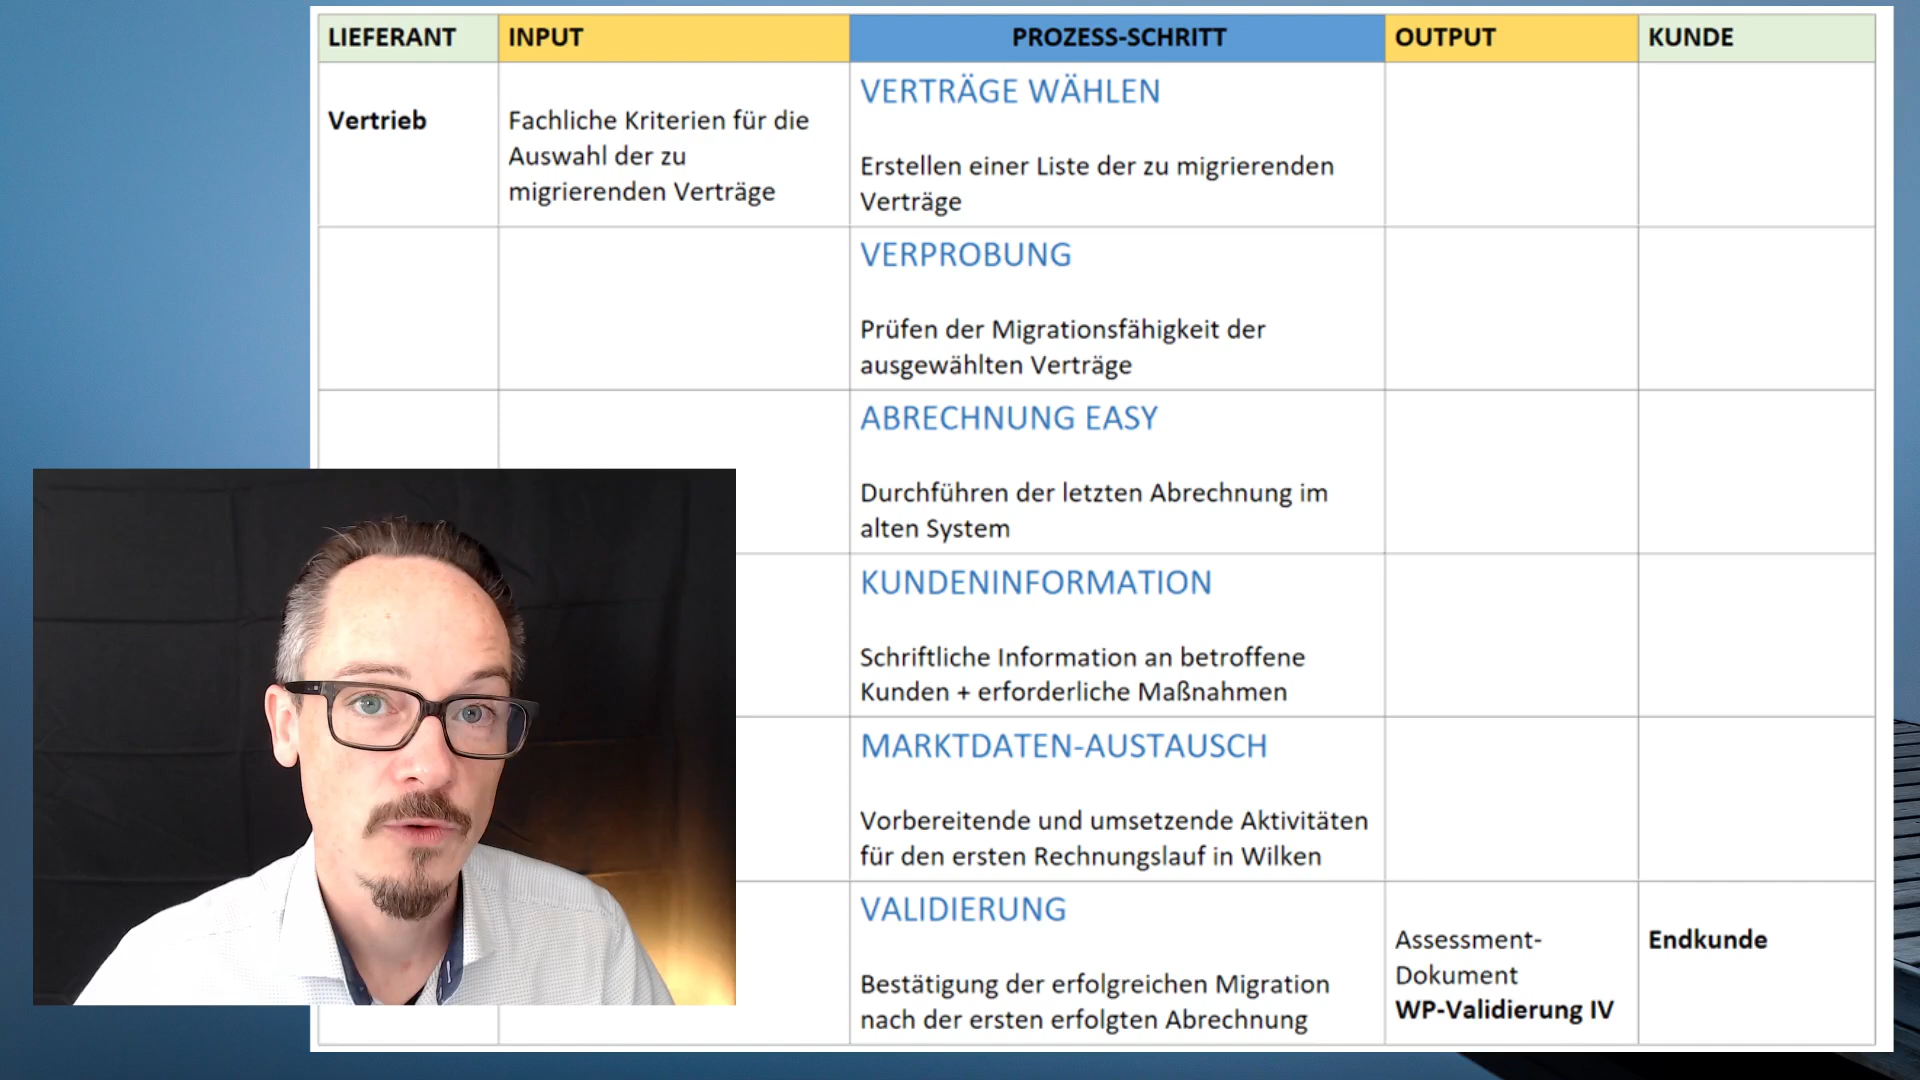 LIEFERANT INPUT PROZESS-SCHRITT OUTPUT KUNDE
Vertrieb
Fachliche Kriterien für die
Auswahl der zu
migrierenden Verträge
VERTRÄGE WÄHLEN
Erstellen einer Liste der zu migrierenden
Verträge
VERPROBUNG
Prüfen der Migrationsfähigkeit der
ausgewählten Verträge
ABRECHNUNG EASY
Durchführen der letzten Abrechnung im
alten System
KUNDENINFORMATION
Schriftliche Information an betroffene
Kunden + erforderliche Maßnahmen
MARKTDATEN-AUSTAUSCH
Vorbereitende und umsetzende Aktivitäten
für den ersten Rechnungslauf in Wilken
VALIDIERUNG
Bestätigung der erfolgreichen Migration
nach der ersten erfolgten Abrechnung
Assessment-
Dokument
WP-Validierung IV
Endkunde